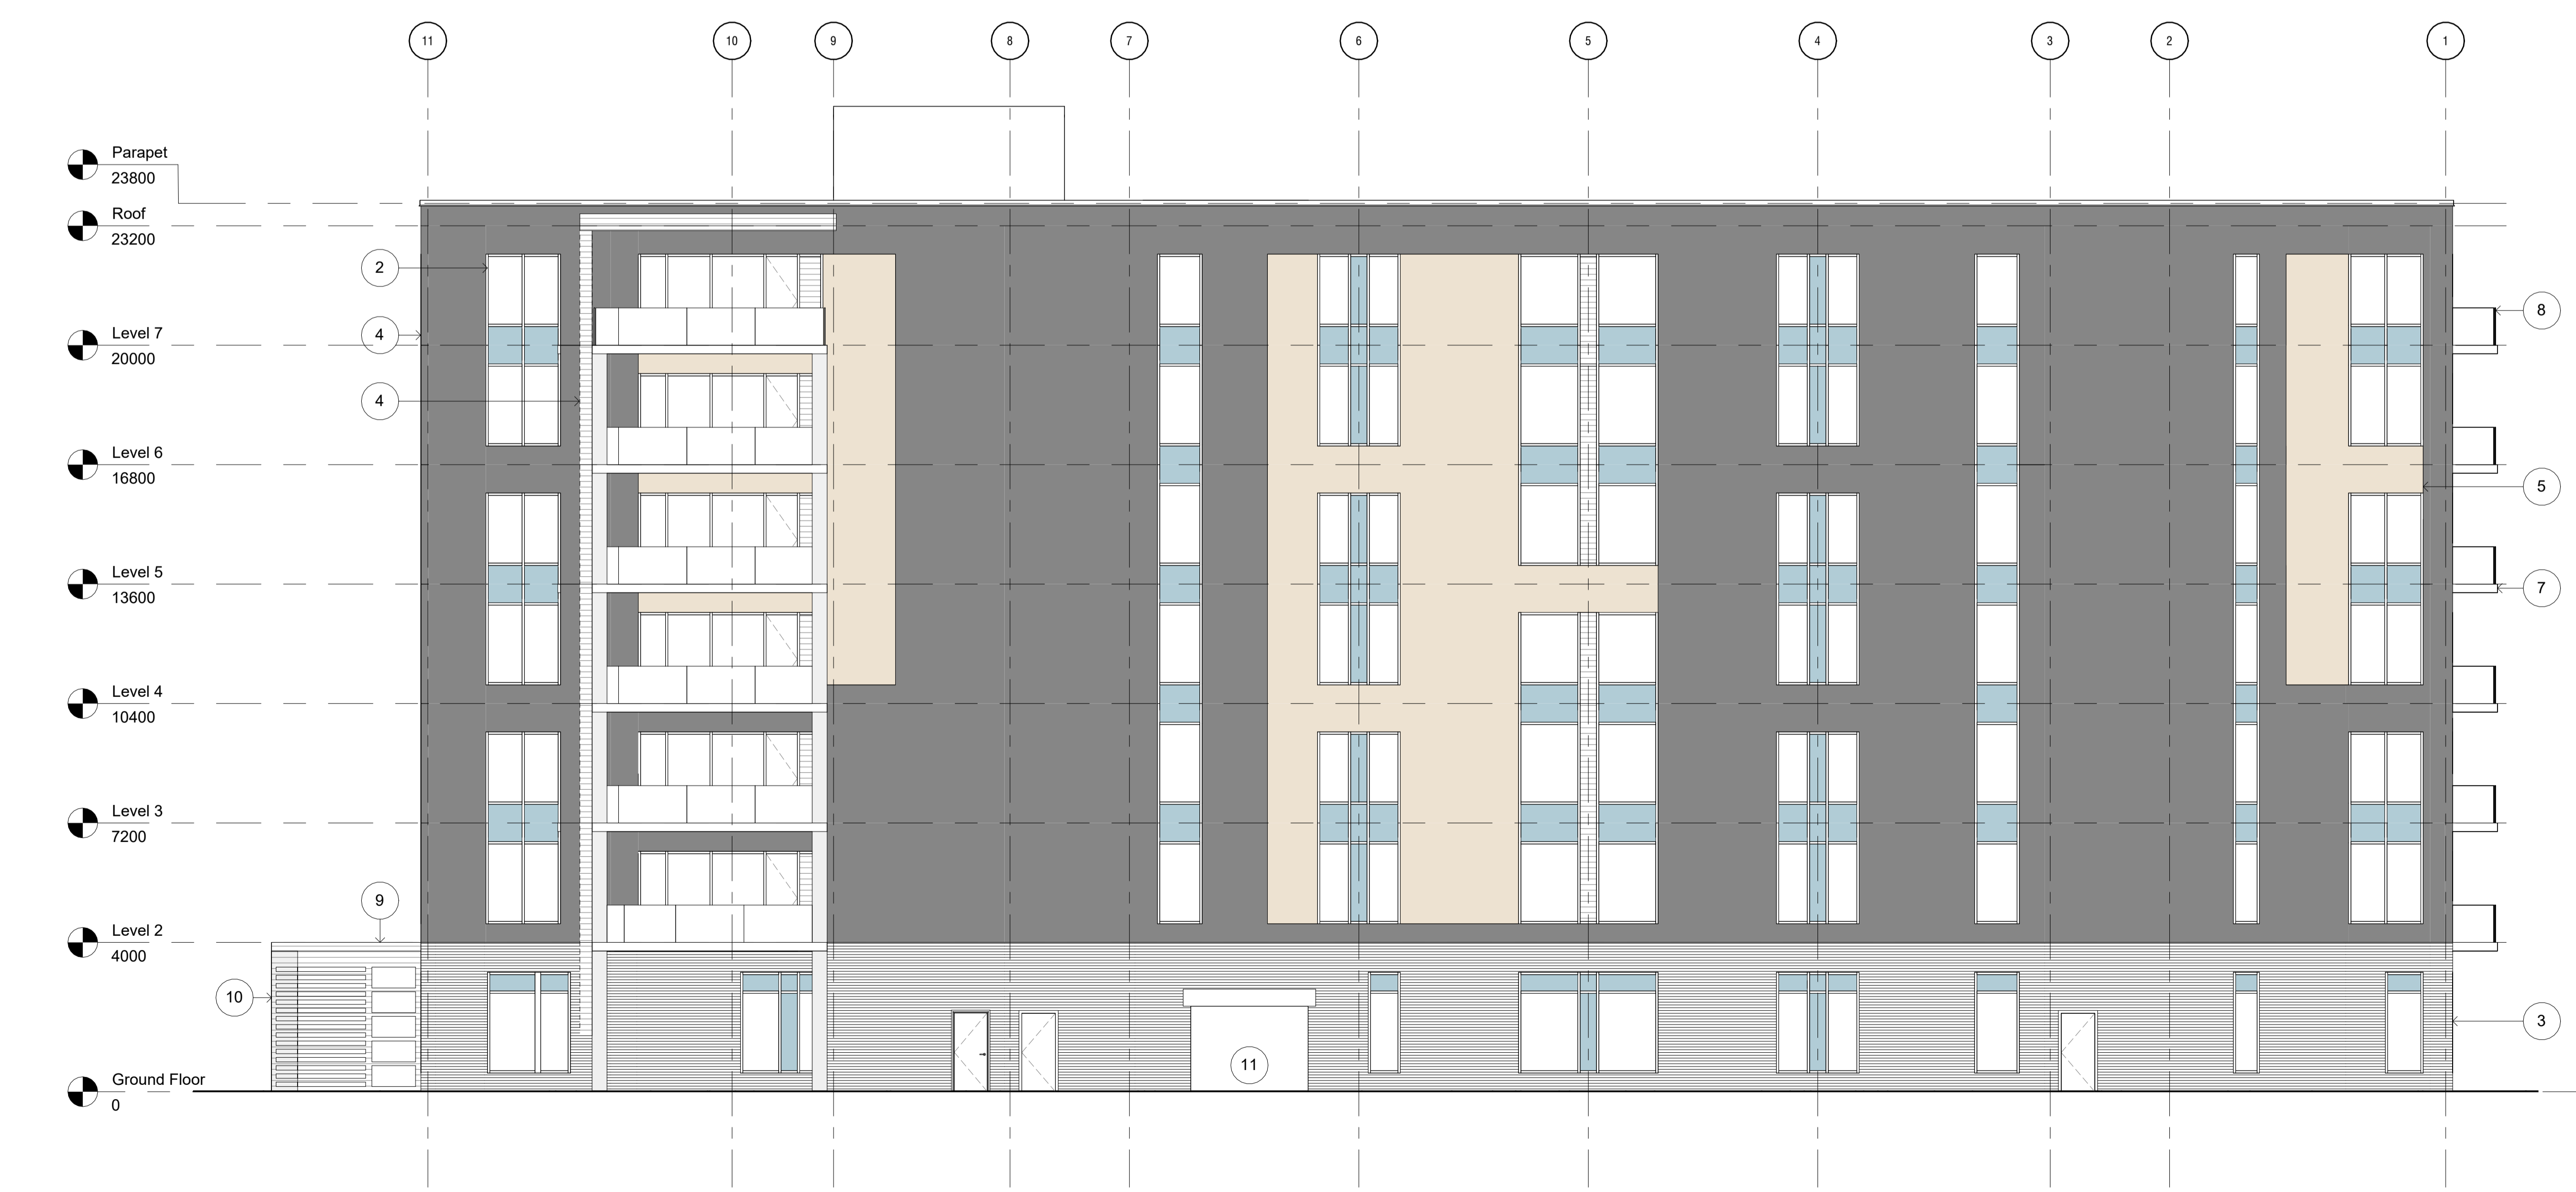 11 10 9 8 7 6 5 4 3 2 1
Parapet
23800
Roof
23200
2
8
4
Level 7
20000
4
Level 6
16800
5
Level 5
13600
7
Level 4
10400
Level 3
7200
9
Level 2
4000
10
3
11
Ground Floor
0